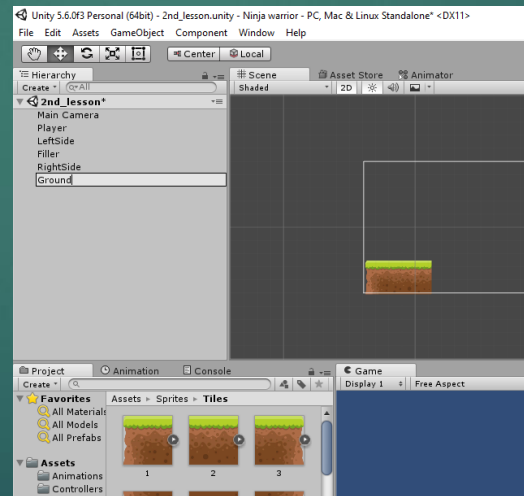 Unity 5.6.0f3 Personal (64bit) - 2nd_lesson.unity - Ninja warrior - PC, Mac & Linux Standalone* <DX11>
File Edit Assets GameObject Component Window Help
Center Local
Hierarchy Scene Asset Store Animator
Create All Shaded 2D
2nd_lesson*
Main Camera
Player
LeftSide
Filler
RightSide
Ground
Project Animation Console Game
Create Display 1 Free Aspect
Favorites Assets Sprites Tiles
All Materials
All Models
All Prefabs
1 2 3
Assets
Animations
Controllers